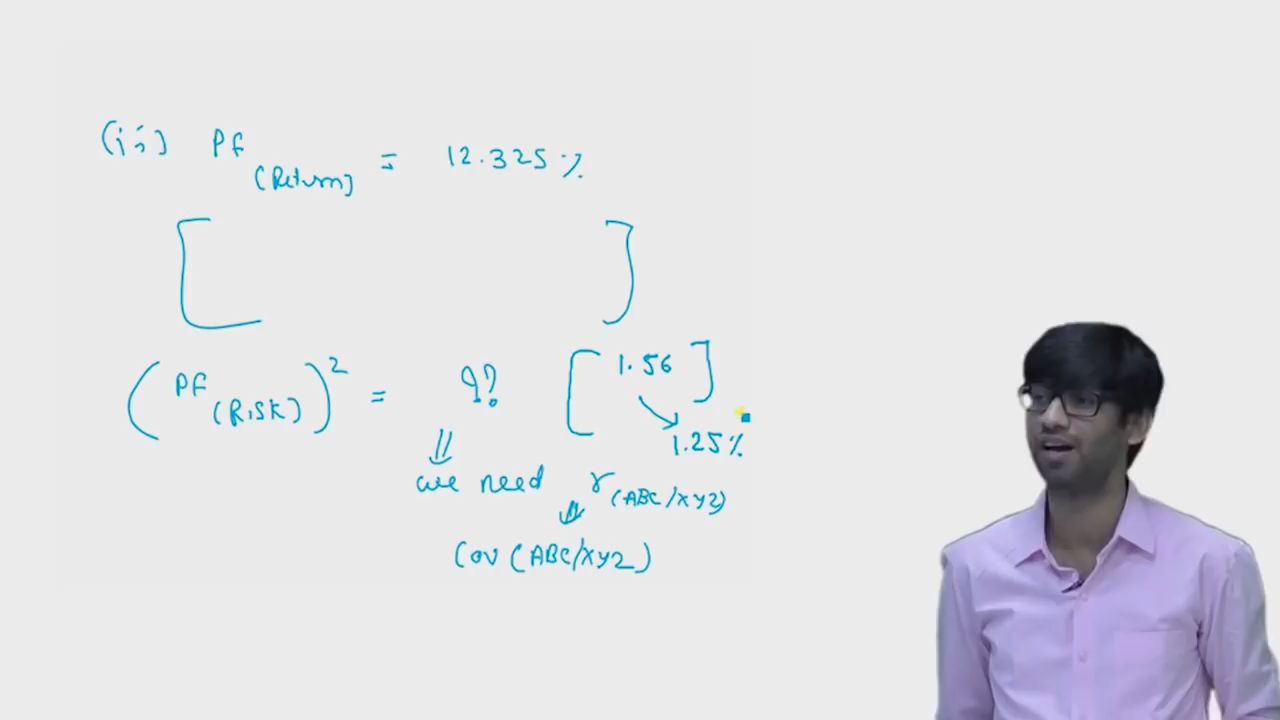 (ii) Pf (Return) = 12.325 %
[ ]
(Pf (Risk))² = ?? [1.56]
1.25 %
we need r (ABC/XYZ)
Cov (ABC/XYZ)